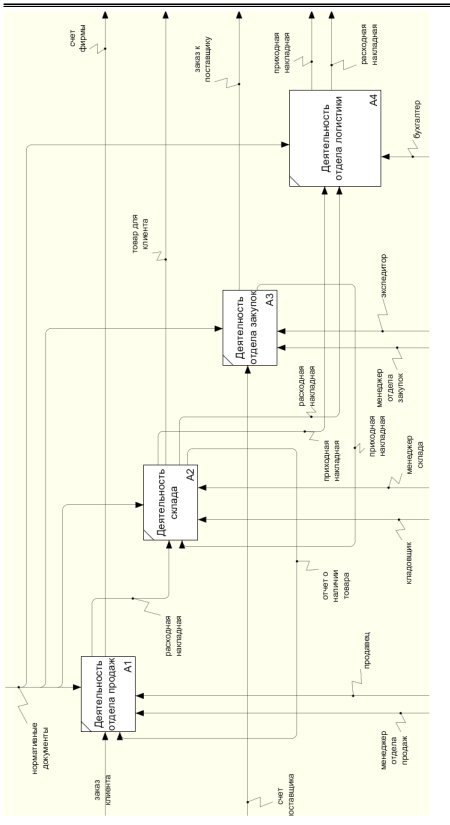 нормативные
документы
заказ
клиента
счет
поставщика
Деятельность
отдела продаж
A1
менеджер
отдела
продаж
продавец
расходная
накладная
Деятельность
склада
A2
кладовщик
менеджер
склада
отчет о
наличии
товара
приходная
накладная
расходная
накладная
Деятелность
отдела закупок
A3
приходная
накладная
менеджер
отдела
закупок
экспедитор
Деятельность
отдела логистики
A4
бухгалтер
счет
фирмы
товар для
клиента
заказ к
поставщику
приходная
накладная
расходная
накладная